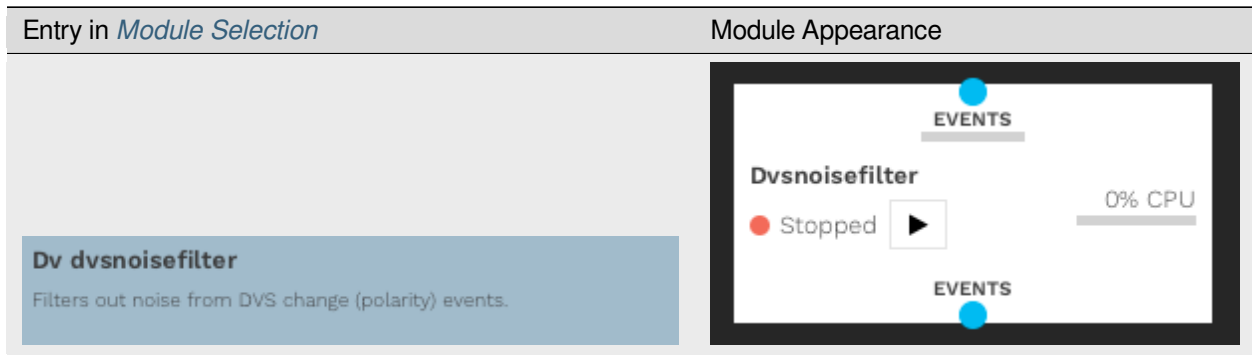 Entry in Module Selection
Module Appearance
EVENTS
Dvsnoisefilter
0% CPU
Stopped
EVENTS
Dv dvsnoisefilter
Filters out noise from DVS change (polarity) events.